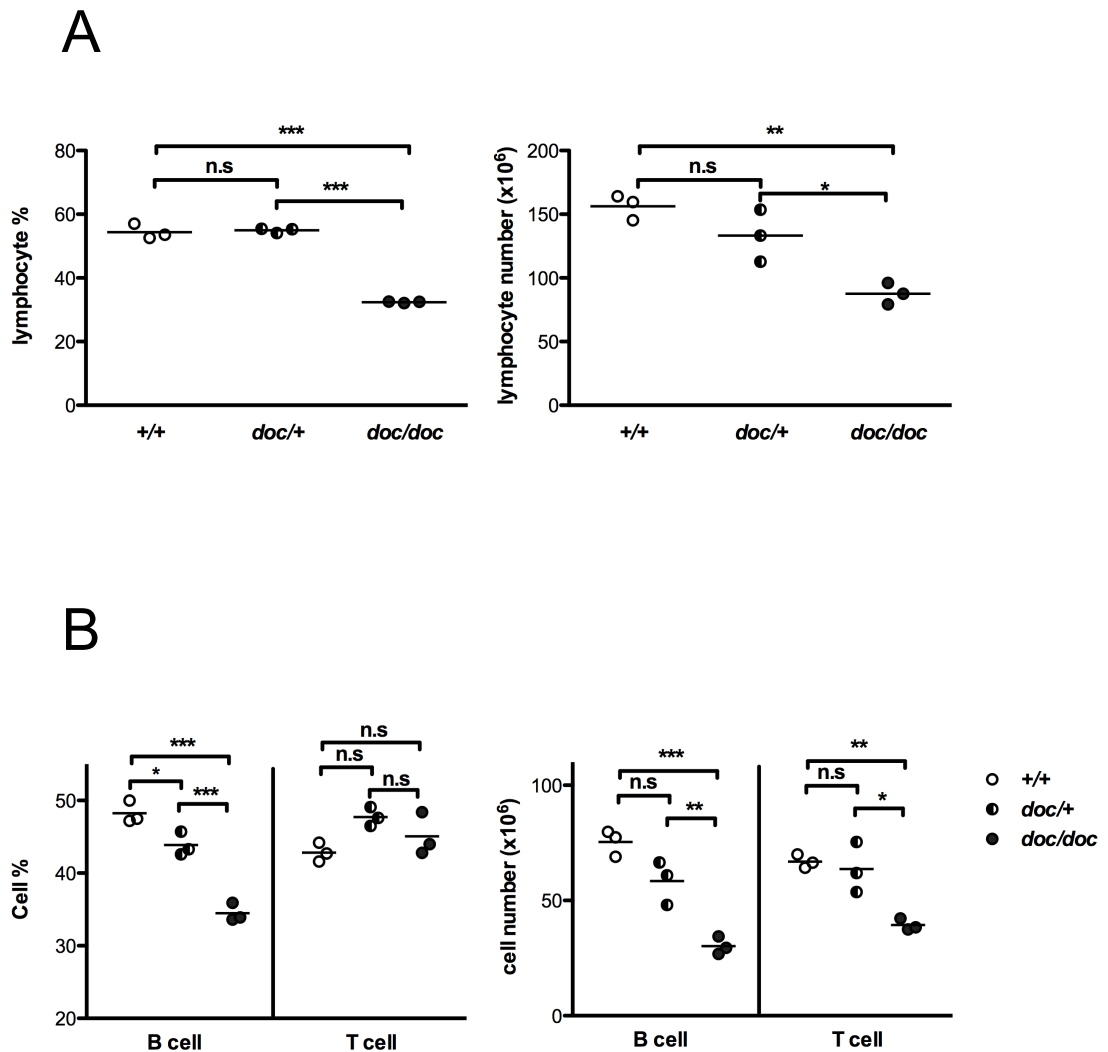 A
***
n.s
***
80
60
40
20
0
lymphocyte %
+/+ doc/+ doc/doc
**
n.s
*
200
150
100
50
0
lymphocyte number (x10⁶)
+/+ doc/+ doc/doc
B
***
*
***
n.s
n.s
n.s
50
40
30
20
Cell %
B cell T cell
***
n.s
**
**
n.s
*
100
50
0
cell number (x10⁶)
B cell T cell
+/+
doc/+
doc/doc